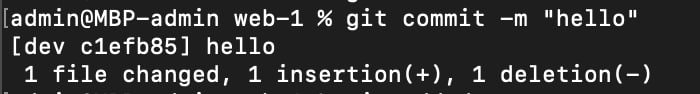 [admin@MBP-admin web-1 % git commit -m "hello"
[dev c1efb85] hello
 1 file changed, 1 insertion(+), 1 deletion(-)